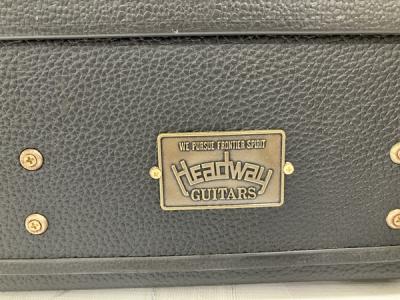 WE PURSUE FRONTIER SPIRIT
Headway
GUITARS